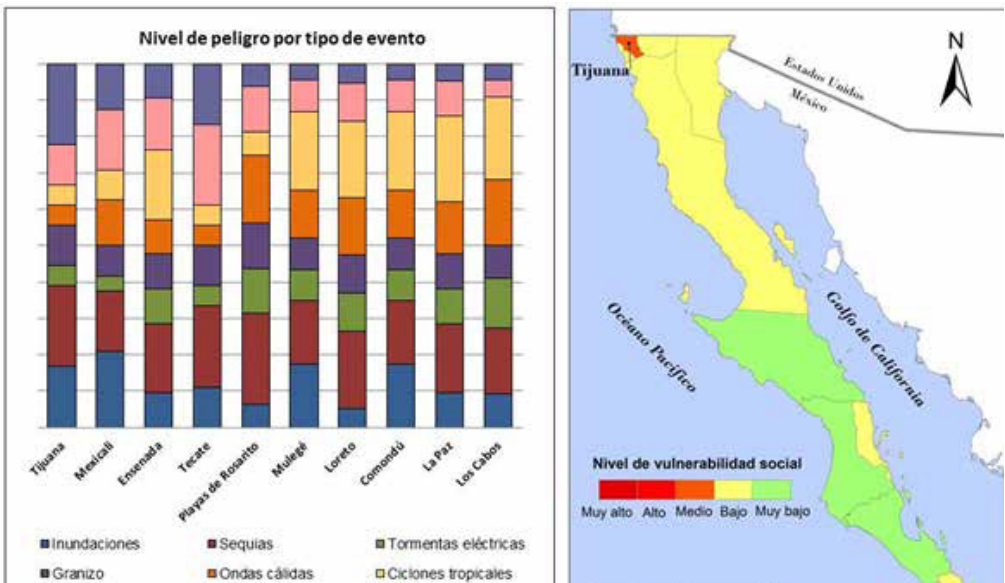 Nivel de peligro por tipo de evento
Tijuana
Mexicali
Ensenada
Tecate
Playas de Rosarito
Mulegé
Loreto
Comondú
La Paz
Los Cabos
Inundaciones
Sequias
Tormentas eléctricas
Granizo
Ondas cálidas
Ciclones tropicales
N
Tijuana
Estados Unidos
México
Océano Pacífico
Golfo de California
Nivel de vulnerabilidad social
Muy alto Alto Medio Bajo Muy bajo